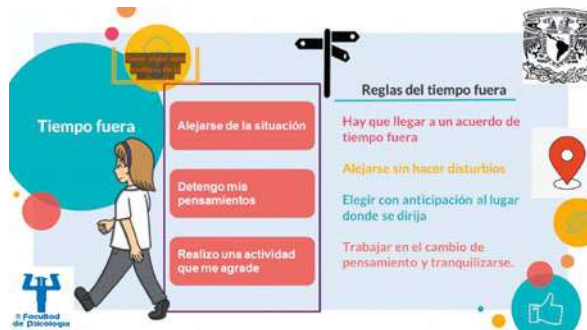 Tiempo fuera
Alejarse de la situación
Detengo mis
pensamientos
Realizo una actividad
que me agrade
Reglas del tiempo fuera
Hay que llegar a un acuerdo de
tiempo fuera
Alejarse sin hacer disturbios
Elegir con anticipación al lugar
donde se dirija
Trabajar en el cambio de
pensamiento y tranquilizarse.
Facultad
de Psicología